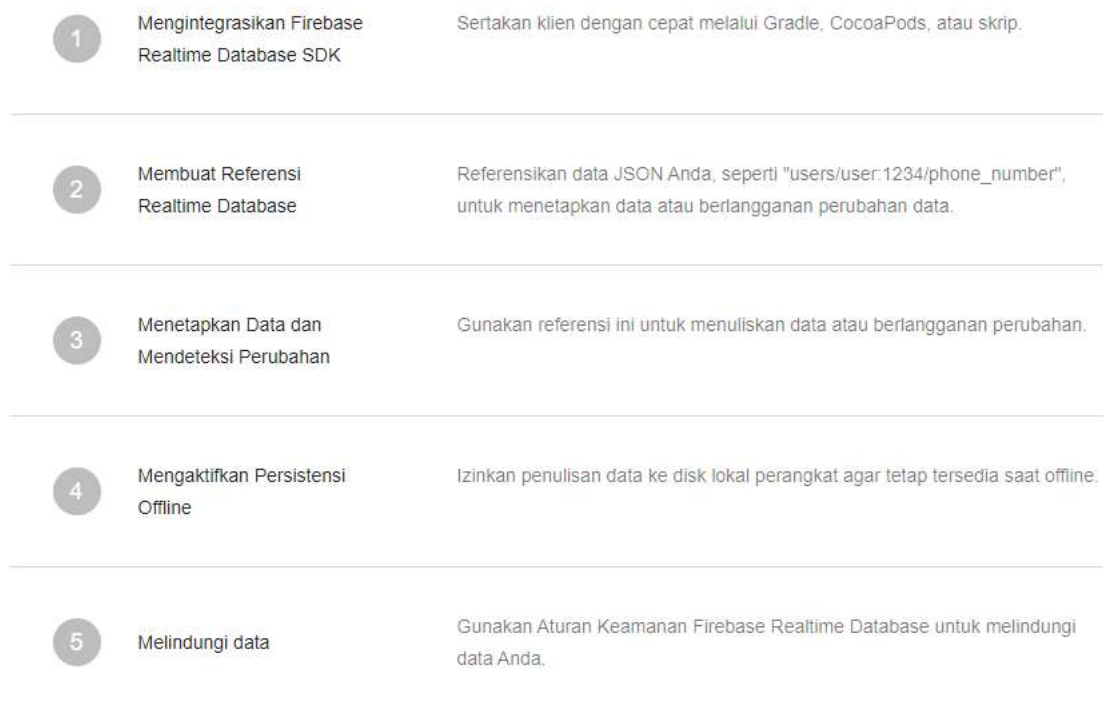 1
Mengintegrasikan Firebase
Realtime Database SDK
Sertakan klien dengan cepat melalui Gradle, CocoaPods, atau skrip.
2
Membuat Referensi
Realtime Database
Referensikan data JSON Anda, seperti "users/user:1234/phone_number",
untuk menetapkan data atau berlangganan perubahan data.
3
Menetapkan Data dan
Mendeteksi Perubahan
Gunakan referensi ini untuk menuliskan data atau berlangganan perubahan.
4
Mengaktifkan Persistensi
Offline
Izinkan penulisan data ke disk lokal perangkat agar tetap tersedia saat offline.
5
Melindungi data
Gunakan Aturan Keamanan Firebase Realtime Database untuk melindungi
data Anda.